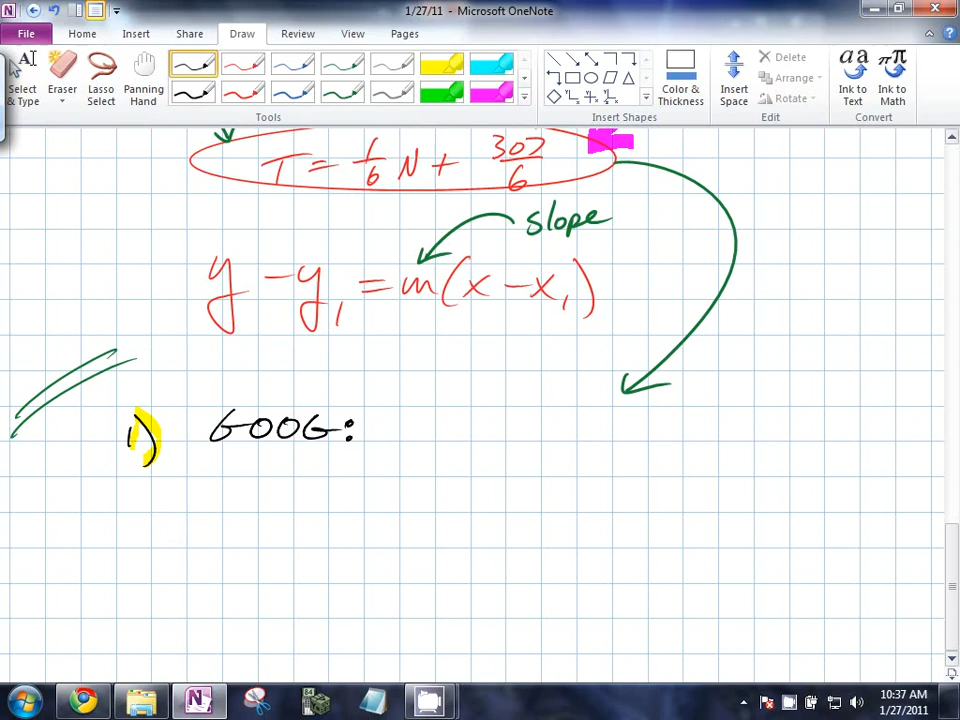 1/27/11 - Microsoft OneNote
File Home Insert Share Draw Review View Pages
Select & Type
Eraser
Lasso Select
Panning Hand
Color & Thickness
Insert Space
Delete
Arrange
Rotate
Ink to Text
Ink to Math
Tools
Insert Shapes
Edit
Convert
T = 1/6 N + 307/6
slope
y - y₁ = m(x - x₁)
1) GOOG:
10:37 AM
1/27/2011